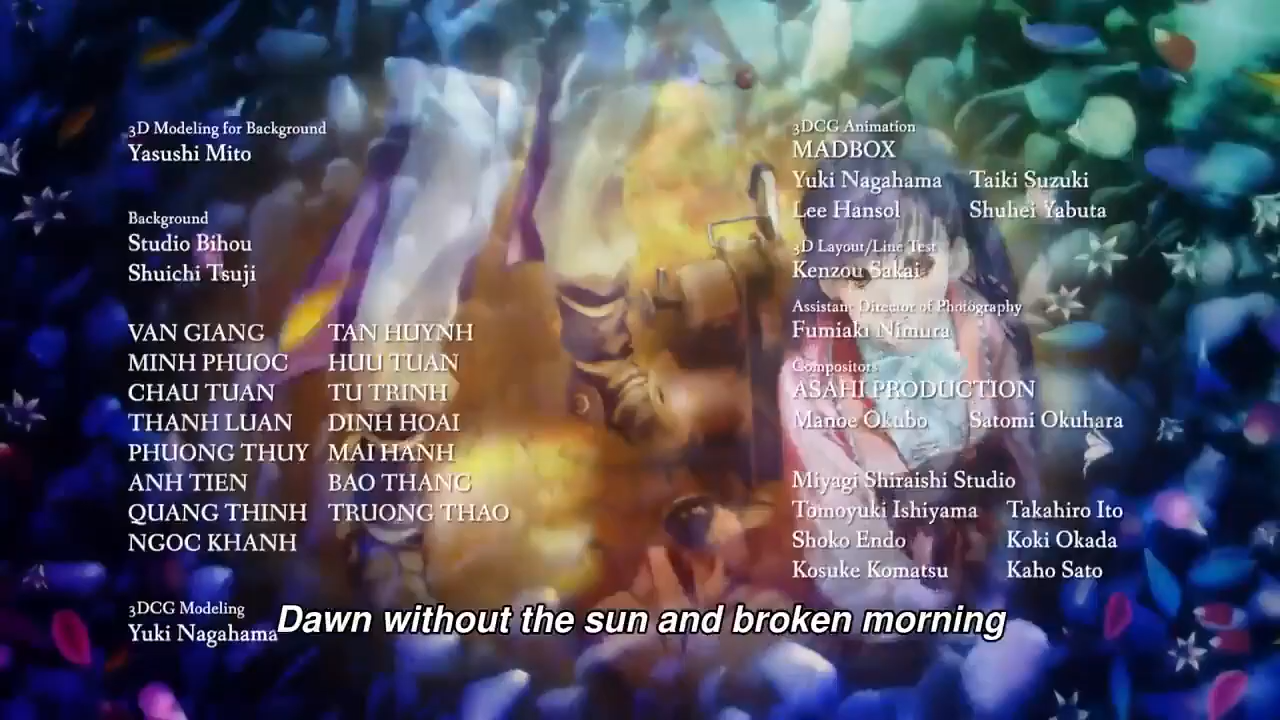 3D Modeling for Background
Yasushi Mito
Background
Studio Bihou
Shuichi Tsuji
VAN GIANG TAN HUYNH
MINH PHUOC HUU TUAN
CHAU TUAN TU TRINH
THANH LUAN DINH HOAI
PHUONG THUY MAI HANH
ANH TIEN BAO THANG
QUANG THINH TRUONG THAO
NGOC KHANH
3DCG Modeling
Yuki Nagahama
3DCG Animation
MADBOX
Yuki Nagahama Taiki Suzuki
Lee Hansol Shuhei Yabuta
3D Layout/Line Test
Kenzou Sakai
Assistant Director of Photography
Fumiaki Nimura
Compositors
ASAHI PRODUCTION
Manoe Okubo Satomi Okuhara
Miyagi Shiraishi Studio
Tomoyuki Ishiyama Takahiro Ito
Shoko Endo Koki Okada
Kosuke Komatsu Kaho Sato
Dawn without the sun and broken morning